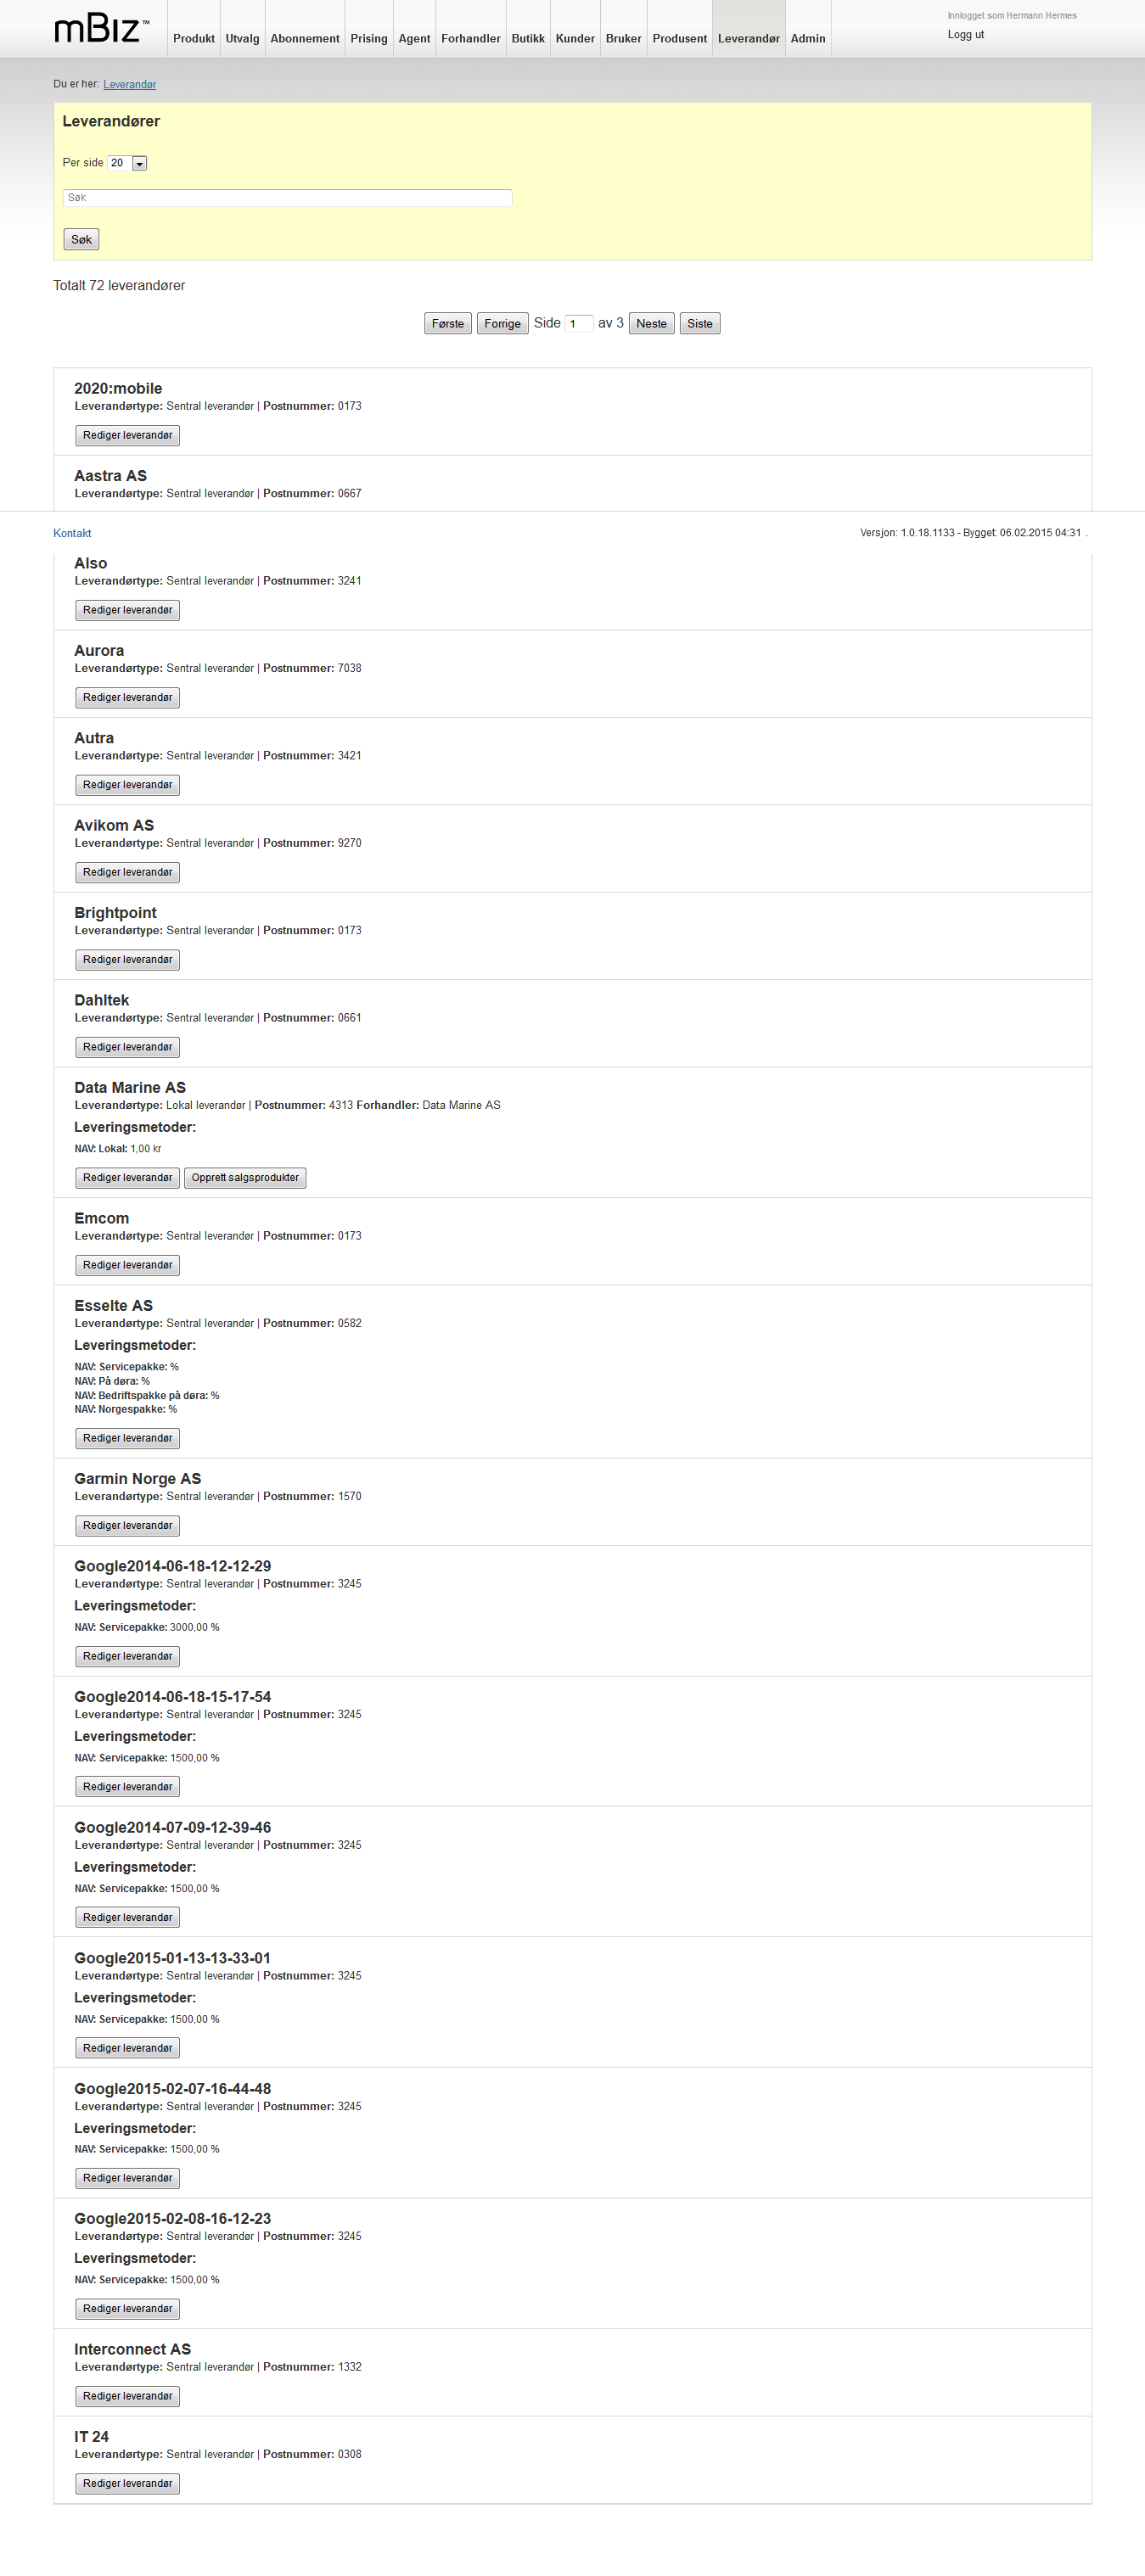 mBiz™
Produkt Utvalg Abonnement Prising Agent Forhandler Butikk Kunder Bruker Produsent Leverandør Admin
Innlogget som Hermann Hermes
Logg ut
Du er her: Leverandør
Leverandører
Per side 20
Søk
Søk
Totalt 72 leverandører
Første Forrige Side 1 av 3 Neste Siste
2020:mobile
Leverandørtype: Sentral leverandør | Postnummer: 0173
Rediger leverandør
Aastra AS
Leverandørtype: Sentral leverandør | Postnummer: 0667
Kontakt
Versjon: 1.0.18.1133 - Bygget: 06.02.2015 04:31 .
Also
Leverandørtype: Sentral leverandør | Postnummer: 3241
Rediger leverandør
Aurora
Leverandørtype: Sentral leverandør | Postnummer: 7038
Rediger leverandør
Autra
Leverandørtype: Sentral leverandør | Postnummer: 3421
Rediger leverandør
Avikom AS
Leverandørtype: Sentral leverandør | Postnummer: 9270
Rediger leverandør
Brightpoint
Leverandørtype: Sentral leverandør | Postnummer: 0173
Rediger leverandør
Dahltek
Leverandørtype: Sentral leverandør | Postnummer: 0661
Rediger leverandør
Data Marine AS
Leverandørtype: Lokal leverandør | Postnummer: 4313 Forhandler: Data Marine AS
Leveringsmetoder:
NAV: Lokal: 1,00 kr
Rediger leverandør Opprett salgsprodukter
Emcom
Leverandørtype: Sentral leverandør | Postnummer: 0173
Rediger leverandør
Esselte AS
Leverandørtype: Sentral leverandør | Postnummer: 0582
Leveringsmetoder:
NAV: Servicepakke: %
NAV: På døra: %
NAV: Bedriftspakke på døra: %
NAV: Norgespakke: %
Rediger leverandør
Garmin Norge AS
Leverandørtype: Sentral leverandør | Postnummer: 1570
Rediger leverandør
Google2014-06-18-12-12-29
Leverandørtype: Sentral leverandør | Postnummer: 3245
Leveringsmetoder:
NAV: Servicepakke: 3000,00 %
Rediger leverandør
Google2014-06-18-15-17-54
Leverandørtype: Sentral leverandør | Postnummer: 3245
Leveringsmetoder:
NAV: Servicepakke: 1500,00 %
Rediger leverandør
Google2014-07-09-12-39-46
Leverandørtype: Sentral leverandør | Postnummer: 3245
Leveringsmetoder:
NAV: Servicepakke: 1500,00 %
Rediger leverandør
Google2015-01-13-13-33-01
Leverandørtype: Sentral leverandør | Postnummer: 3245
Leveringsmetoder:
NAV: Servicepakke: 1500,00 %
Rediger leverandør
Google2015-02-07-16-44-48
Leverandørtype: Sentral leverandør | Postnummer: 3245
Leveringsmetoder:
NAV: Servicepakke: 1500,00 %
Rediger leverandør
Google2015-02-08-16-12-23
Leverandørtype: Sentral leverandør | Postnummer: 3245
Leveringsmetoder:
NAV: Servicepakke: 1500,00 %
Rediger leverandør
Interconnect AS
Leverandørtype: Sentral leverandør | Postnummer: 1332
Rediger leverandør
IT 24
Leverandørtype: Sentral leverandør | Postnummer: 0308
Rediger leverandør